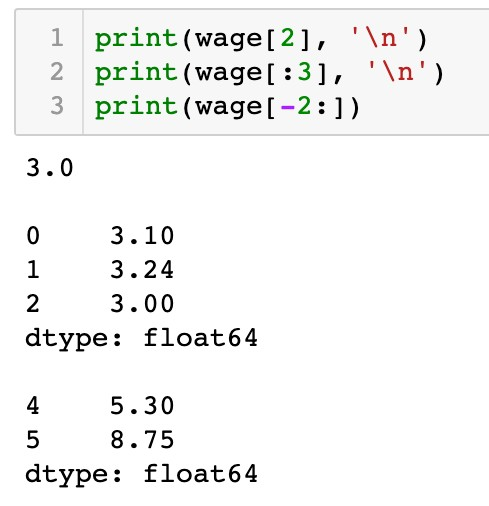 1 print(wage[2], '\n')
2 print(wage[:3], '\n')
3 print(wage[-2:])
3.0
0    3.10
1    3.24
2    3.00
dtype: float64
4    5.30
5    8.75
dtype: float64